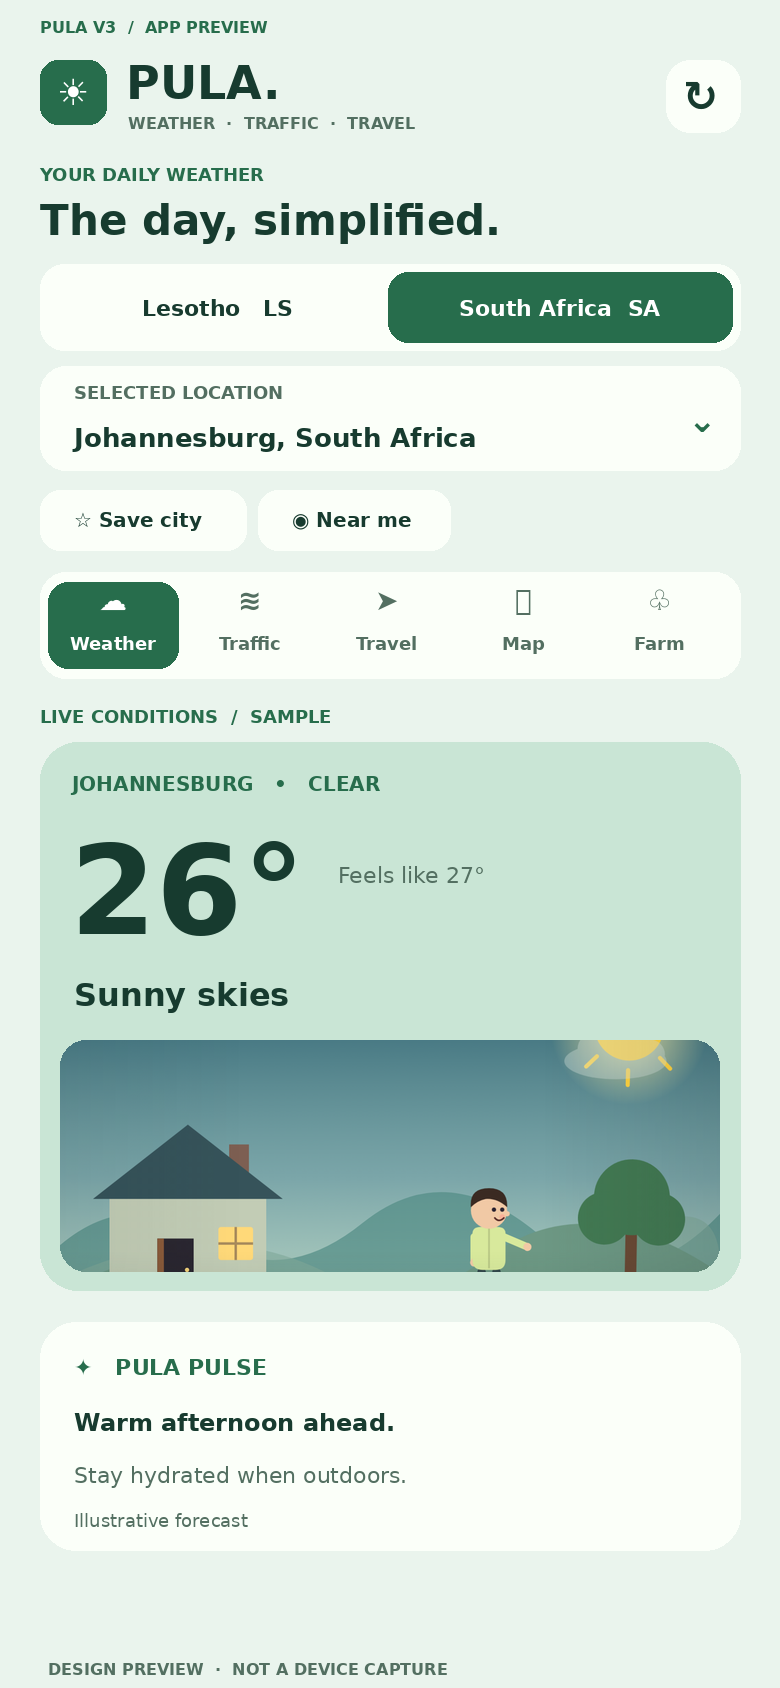 PULA V3 / APP PREVIEW
PULA.
WEATHER · TRAFFIC · TRAVEL
YOUR DAILY WEATHER
The day, simplified.
Lesotho LS South Africa SA
SELECTED LOCATION
Johannesburg, South Africa
☆ Save city ◉ Near me
Weather Traffic Travel Map Farm
LIVE CONDITIONS / SAMPLE
JOHANNESBURG • CLEAR
26° Feels like 27°
Sunny skies
✦ PULA PULSE
Warm afternoon ahead.
Stay hydrated when outdoors.
Illustrative forecast
DESIGN PREVIEW · NOT A DEVICE CAPTURE